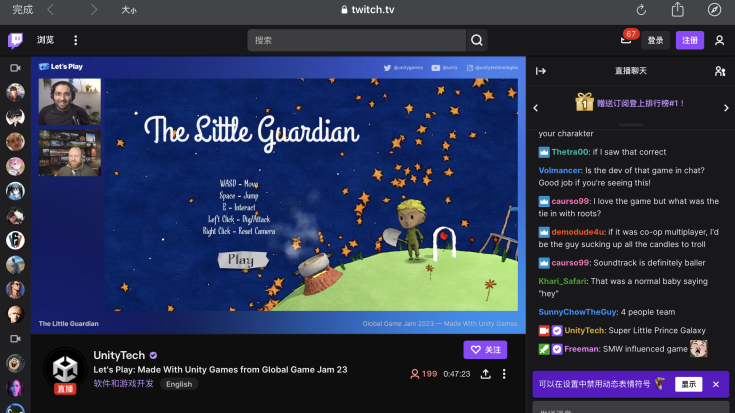 完成
大小
twitch.tv
浏览
搜索
67
登录
注册
Let's Play
@unitygames
@unity
@unitytechnologies
The Little Guardian
WASD - Move
Space - Jump
E - Interact
Left Click - Dig/Attack
Right Click - Reset Camera
Play
The Little Guardian
Global Game Jam 2023 — Made With Unity Games
UnityTech
关注
Let's Play: Made With Unity Games from Global Game Jam 23
直播
软件和游戏开发
English
199
0:47:23
直播聊天
1
赠送订阅登上排行榜#1！
your charakter
Thetra00: if I saw that correct
Volmancer: Is the dev of that game in chat?
Good job if you're seeing this!
caurso99: I love the game but what was the
tie in with roots?
demodude4u: if it was co-op multiplayer, I'd
be the guy sucking up all the candles to troll
caurso99: Soundtrack is definitely baller
Khari_Safari: That was a normal baby saying
"hey"
SunnyChowTheGuy: 4 people team
UnityTech: Super Little Prince Galaxy
Freeman: SMW influenced game
可以在设置中禁用动态表情符号
显示